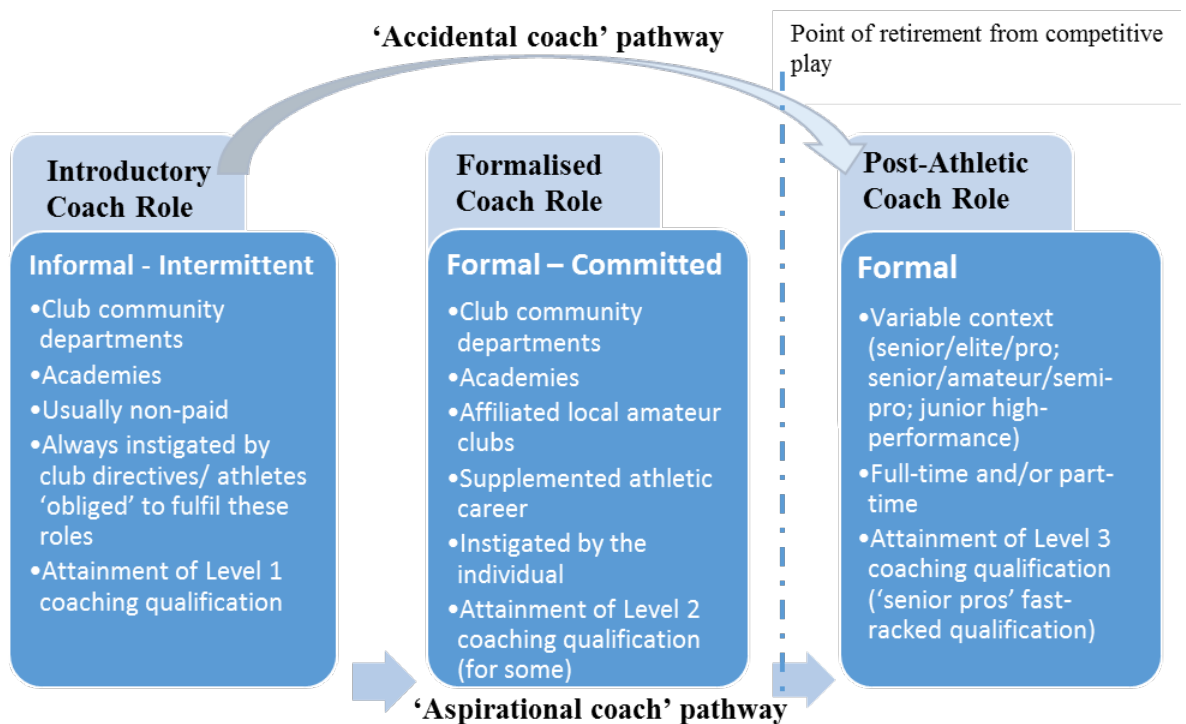 ‘Accidental coach’ pathway
Point of retirement from competitive
play
Introductory
Coach Role
Informal - Intermittent
•Club community
departments
•Academies
•Usually non-paid
•Always instigated by
club directives/ athletes
‘obliged’ to fulfil these
roles
•Attainment of Level 1
coaching qualification
Formalised
Coach Role
Formal – Committed
•Club community
departments
•Academies
•Affiliated local amateur
clubs
•Supplemented athletic
career
•Instigated by the
individual
•Attainment of Level 2
coaching qualification
(for some)
Post-Athletic
Coach Role
Formal
•Variable context
(senior/elite/pro;
senior/amateur/semi-
pro; junior high-
performance)
•Full-time and/or part-
time
•Attainment of Level 3
coaching qualification
(‘senior pros’ fast-
racked qualification)
‘Aspirational coach’ pathway